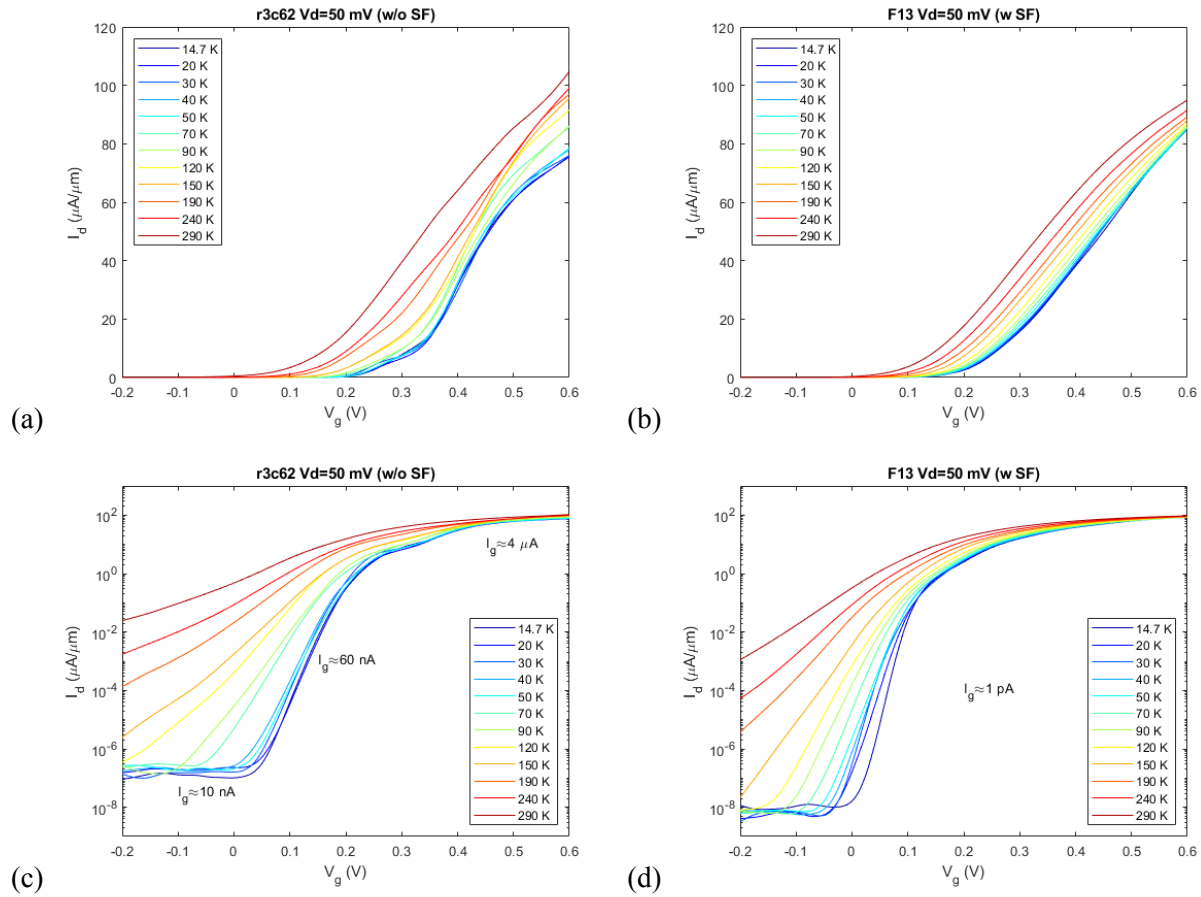 r3c62 Vd=50 mV (w/o SF)
120
100
80
60
40
20
0
I_d (μA/μm)
14.7 K
20 K
30 K
40 K
50 K
70 K
90 K
120 K
150 K
190 K
240 K
290 K
-0.2 -0.1 0 0.1 0.2 0.3 0.4 0.5 0.6
V_g (V)
(a)
F13 Vd=50 mV (w SF)
120
100
80
60
40
20
0
I_d (μA/μm)
14.7 K
20 K
30 K
40 K
50 K
70 K
90 K
120 K
150 K
190 K
240 K
290 K
-0.2 -0.1 0 0.1 0.2 0.3 0.4 0.5 0.6
V_g (V)
(b)
r3c62 Vd=50 mV (w/o SF)
10^2
10^0
10^-2
10^-4
10^-6
10^-8
I_d (μA/μm)
I_g≈4 μA
I_g≈60 nA
I_g≈10 nA
14.7 K
20 K
30 K
40 K
50 K
70 K
90 K
120 K
150 K
190 K
240 K
290 K
-0.2 -0.1 0 0.1 0.2 0.3 0.4 0.5 0.6
V_g (V)
(c)
F13 Vd=50 mV (w SF)
10^2
10^0
10^-2
10^-4
10^-6
10^-8
I_d (μA/μm)
I_g≈1 pA
14.7 K
20 K
30 K
40 K
50 K
70 K
90 K
120 K
150 K
190 K
240 K
290 K
-0.2 -0.1 0 0.1 0.2 0.3 0.4 0.5 0.6
V_g (V)
(d)